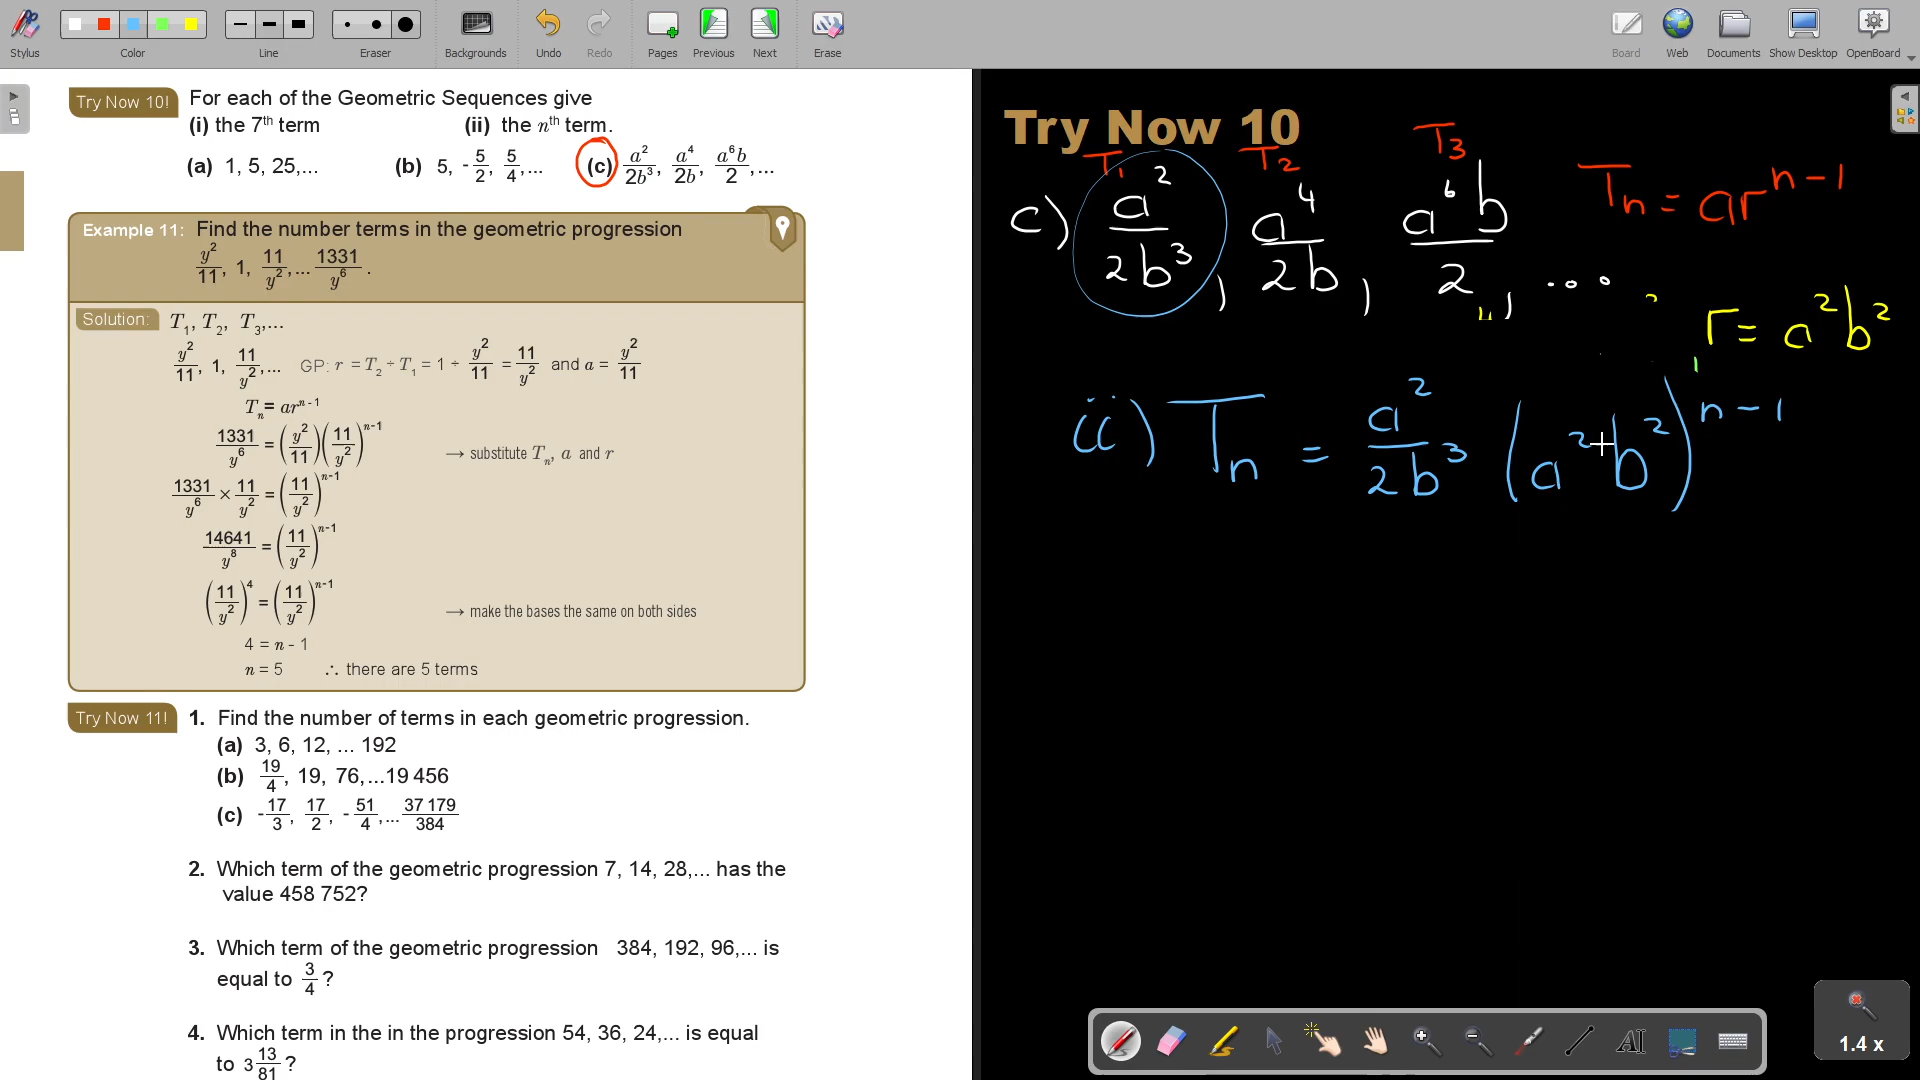 Stylus Color Line Eraser Backgrounds Undo Redo Pages Previous Next Erase Board Web Documents Show Desktop OpenBoard
Try Now 10! For each of the Geometric Sequences give
(i) the 7th term (ii) the nth term.
(a) 1, 5, 25,... (b) 5, -5/2, 5/4,... (c) a²/2b³, a⁴/2b, a⁶b/2,...
Example 11: Find the number terms in the geometric progression
y²/11, 1, 11/y²,... 1331/y⁶.
Solution: T₁, T₂, T₃,...
y²/11, 1, 11/y²,... GP: r = T₂ ÷ T₁ = 1 ÷ y²/11 = 11/y² and a = y²/11
Tₙ = arⁿ⁻¹
1331/y⁶ = (y²/11)(11/y²)ⁿ⁻¹ → substitute Tₙ, a and r
1331/y⁶ × 11/y² = (11/y²)ⁿ⁻¹
14641/y⁸ = (11/y²)ⁿ⁻¹
(11/y²)⁴ = (11/y²)ⁿ⁻¹ → make the bases the same on both sides
4 = n - 1
n = 5 ∴ there are 5 terms
Try Now 11! 1. Find the number of terms in each geometric progression.
(a) 3, 6, 12, ... 192
(b) 19/4, 19, 76,...19 456
(c) -17/3, 17/2, -51/4,... 37 179/384
2. Which term of the geometric progression 7, 14, 28,... has the
value 458 752?
3. Which term of the geometric progression 384, 192, 96,... is
equal to 3/4?
4. Which term in the in the progression 54, 36, 24,... is equal
to 3 13/81?
Try Now 10
T₁ T₂ T₃
c) a²/2b³, a⁴/2b, a⁶b/2, ...
Tₙ = arⁿ⁻¹
r = a²b²
ii) Tₙ = a²/2b³ (a²b²)ⁿ⁻¹
1.4 x